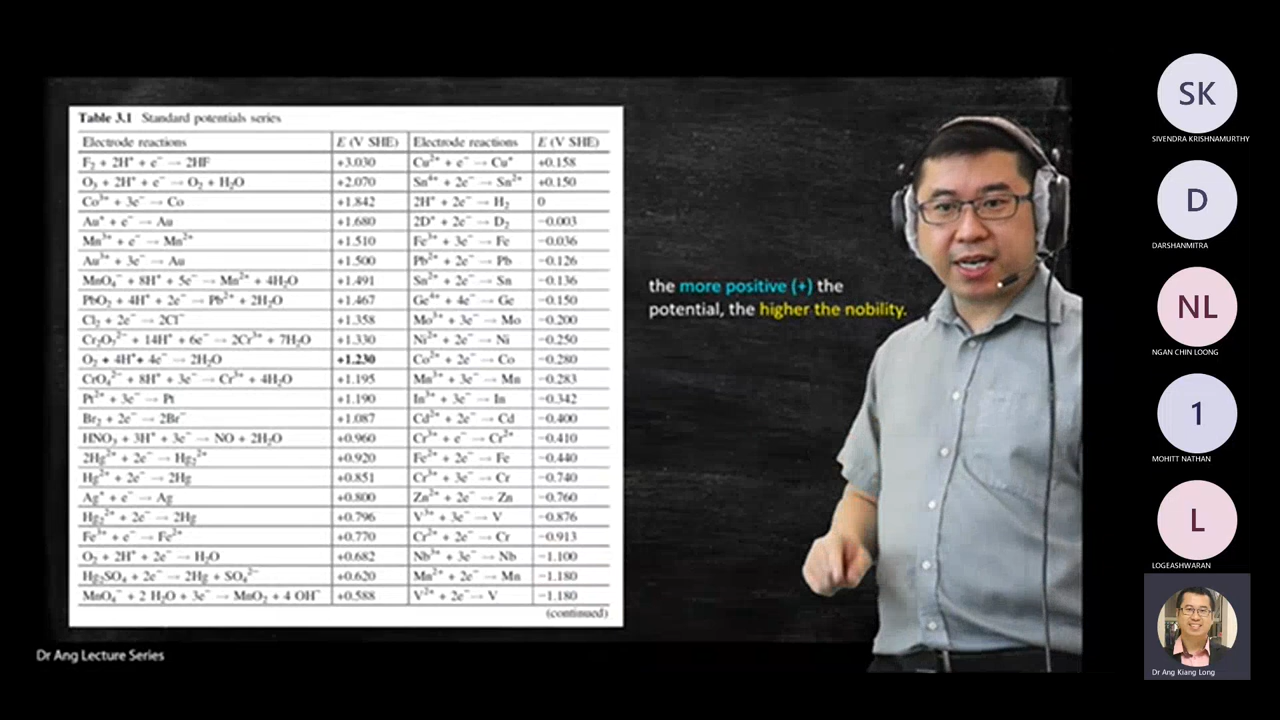 Table 3.1 Standard potentials series
Electrode reactions E (V SHE) Electrode reactions E (V SHE)
F₂ + 2H⁺ + e⁻ → 2HF +3.030 Cu²⁺ + e⁻ → Cu⁺ +0.158
O₃ + 2H⁺ + e⁻ → O₂ + H₂O +2.070 Sn⁴⁺ + 2e⁻ → Sn²⁺ +0.150
Co³⁺ + 3e⁻ → Co +1.842 2H⁺ + 2e⁻ → H₂ 0
Au⁺ + e⁻ → Au +1.680 2D⁺ + 2e⁻ → D₂ −0.003
Mn³⁺ + e⁻ → Mn²⁺ +1.510 Fe³⁺ + 3e⁻ → Fe −0.036
Au³⁺ + 3e⁻ → Au +1.500 Pb²⁺ + 2e⁻ → Pb −0.126
MnO₄⁻ + 8H⁺ + 5e⁻ → Mn²⁺ + 4H₂O +1.491 Sn²⁺ + 2e⁻ → Sn −0.136
PbO₂ + 4H⁺ + 2e⁻ → Pb²⁺ + 2H₂O +1.467 Ge⁴⁺ + 4e⁻ → Ge −0.150
Cl₂ + 2e⁻ → 2Cl⁻ +1.358 Mo³⁺ + 3e⁻ → Mo −0.200
Cr₂O₇²⁻ + 14H⁺ + 6e⁻ → 2Cr³⁺ + 7H₂O +1.330 Ni²⁺ + 2e⁻ → Ni −0.250
O₂ + 4H⁺+ 4e⁻ → 2H₂O +1.230 Co²⁺ + 2e⁻ → Co −0.280
CrO₄²⁻ + 8H⁺ + 3e⁻ → Cr³⁺ + 4H₂O +1.195 Mn³⁺ + 3e⁻ → Mn −0.283
Pt²⁺ + 3e⁻ → Pt +1.190 In³⁺ + 3e⁻ → In −0.342
Br₂ + 2e⁻ → 2Br⁻ +1.087 Cd²⁺ + 2e⁻ → Cd −0.400
HNO₃ + 3H⁺ + 3e⁻ → NO + 2H₂O +0.960 Cr³⁺ + e⁻ → Cr²⁺ −0.410
2Hg²⁺ + 2e⁻ → Hg₂²⁺ +0.920 Fe²⁺ + 2e⁻ → Fe −0.440
Hg²⁺ + 2e⁻ → 2Hg +0.851 Cr³⁺ + 3e⁻ → Cr −0.740
Ag⁺ + e⁻ → Ag +0.800 Zn²⁺ + 2e⁻ → Zn −0.760
Hg₂²⁺ + 2e⁻ → 2Hg +0.796 V³⁺ + 3e⁻ → V −0.876
Fe³⁺ + e⁻ → Fe²⁺ +0.770 Cr²⁺ + 2e⁻ → Cr −0.913
O₂ + 2H⁺ + 2e⁻ → H₂O +0.682 Nb³⁺ + 3e⁻ → Nb −1.100
Hg₂SO₄ + 2e⁻ → 2Hg + SO₄²⁻ +0.620 Mn²⁺ + 2e⁻ → Mn −1.180
MnO₄⁻ + 2 H₂O + 3e⁻ → MnO₂ + 4 OH⁻ +0.588 V²⁺ + 2e⁻ → V −1.180
(continued)
the more positive (+) the
potential, the higher the nobility.
Dr Ang Lecture Series
SK
SIVENDRA KRISHNAMURTHY
D
DARSHANMITRA
NL
NGAN CHIN LOONG
1
MOHITT NATHAN
L
LOGEASHWARAN
Dr Ang Kiang Long